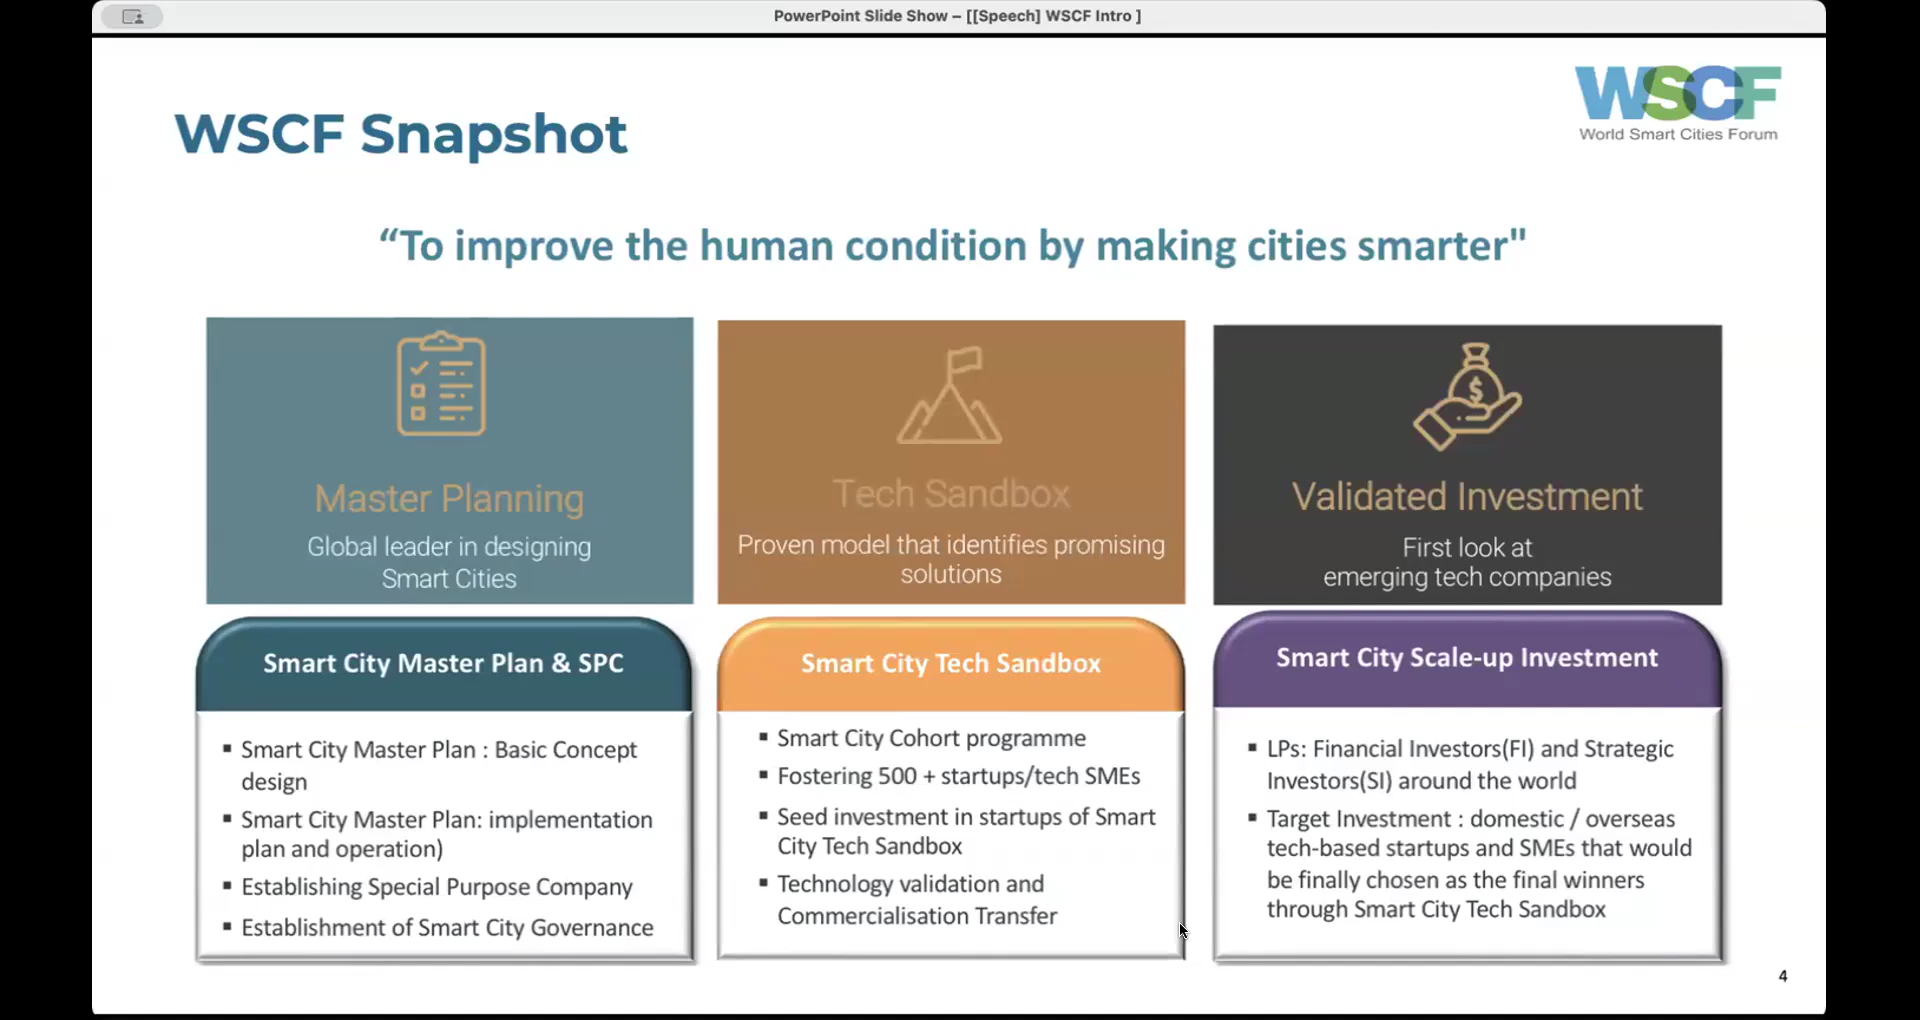 PowerPoint Slide Show – [[Speech] WSCF Intro ]
WSCF
World Smart Cities Forum
WSCF Snapshot
“To improve the human condition by making cities smarter"
Master Planning
Global leader in designing
Smart Cities
Tech Sandbox
Proven model that identifies promising
solutions
$
Validated Investment
First look at
emerging tech companies
Smart City Master Plan & SPC
▪ Smart City Master Plan : Basic Concept
design
▪ Smart City Master Plan: implementation
plan and operation)
▪ Establishing Special Purpose Company
▪ Establishment of Smart City Governance
Smart City Tech Sandbox
▪ Smart City Cohort programme
▪ Fostering 500 + startups/tech SMEs
▪ Seed investment in startups of Smart
City Tech Sandbox
▪ Technology validation and
Commercialisation Transfer
Smart City Scale-up Investment
▪ LPs: Financial Investors(FI) and Strategic
Investors(SI) around the world
▪ Target Investment : domestic / overseas
tech-based startups and SMEs that would
be finally chosen as the final winners
through Smart City Tech Sandbox
4